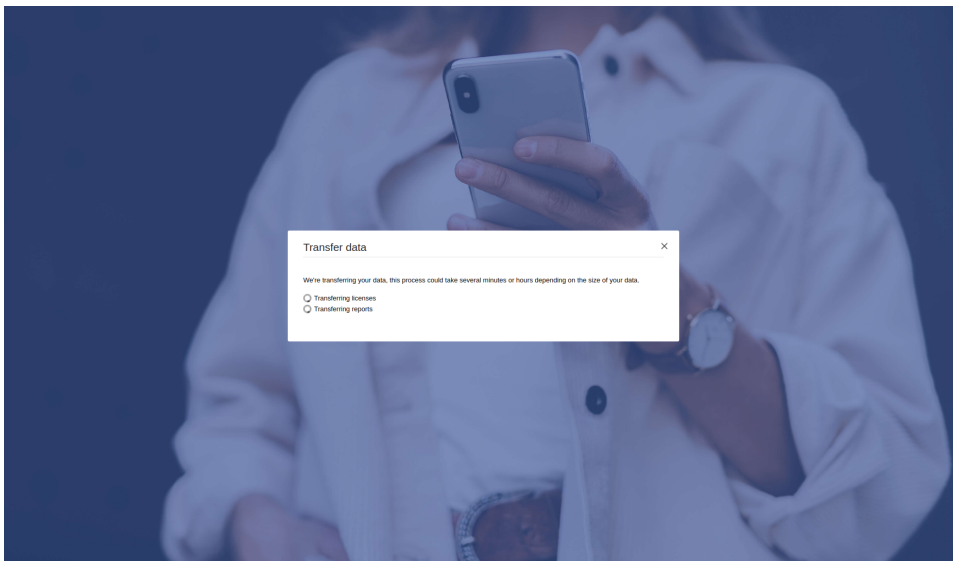 Transfer data
We're transferring your data, this process could take several minutes or hours depending on the size of your data.
Transferring licenses
Transferring reports